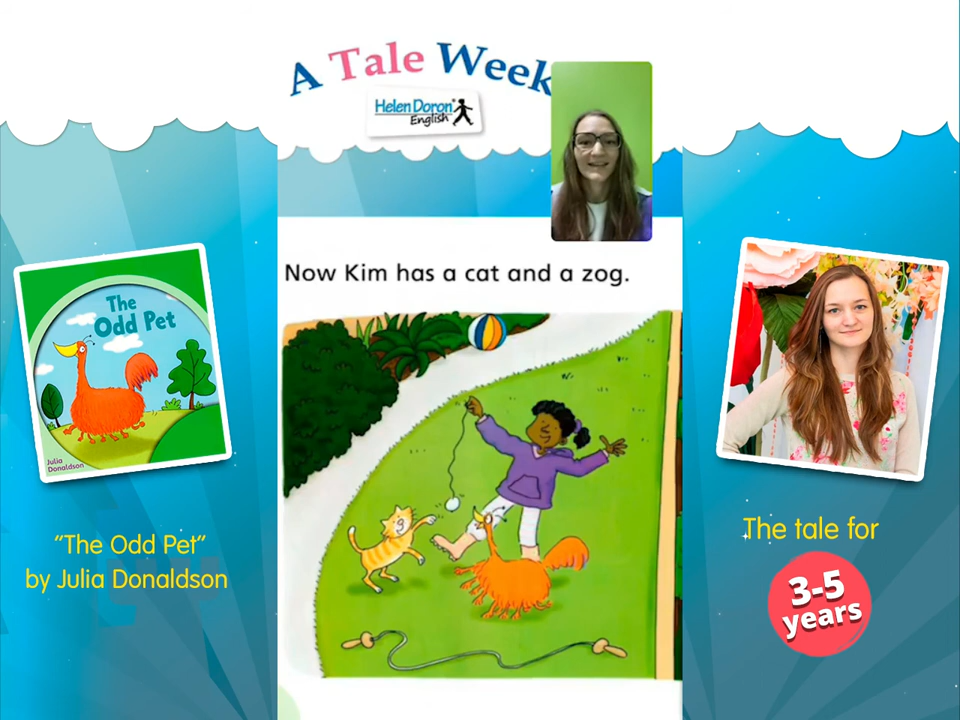 A Tale Week
Helen Doron
English
Now Kim has a cat and a zog.
The
Odd Pet
Julia
Donaldson
"The Odd Pet"
by Julia Donaldson
The tale for
3-5
years